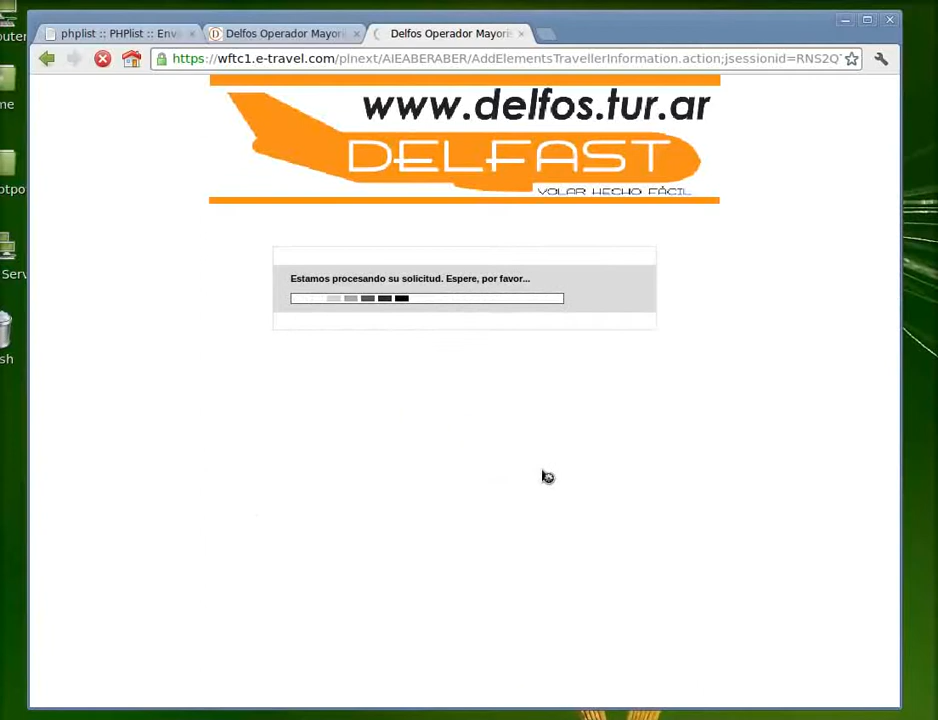 phplist :: PHPlist :: Env
Delfos Operador Mayori
Delfos Operador Mayoris
https://wftc1.e-travel.com/plnext/AIEABERABER/AddElementsTravellerInformation.action;jsessionid=RNS2Q
www.delfos.tur.ar
DELFAST
VOLAR HECHO FÁCIL
Estamos procesando su solicitud. Espere, por favor...